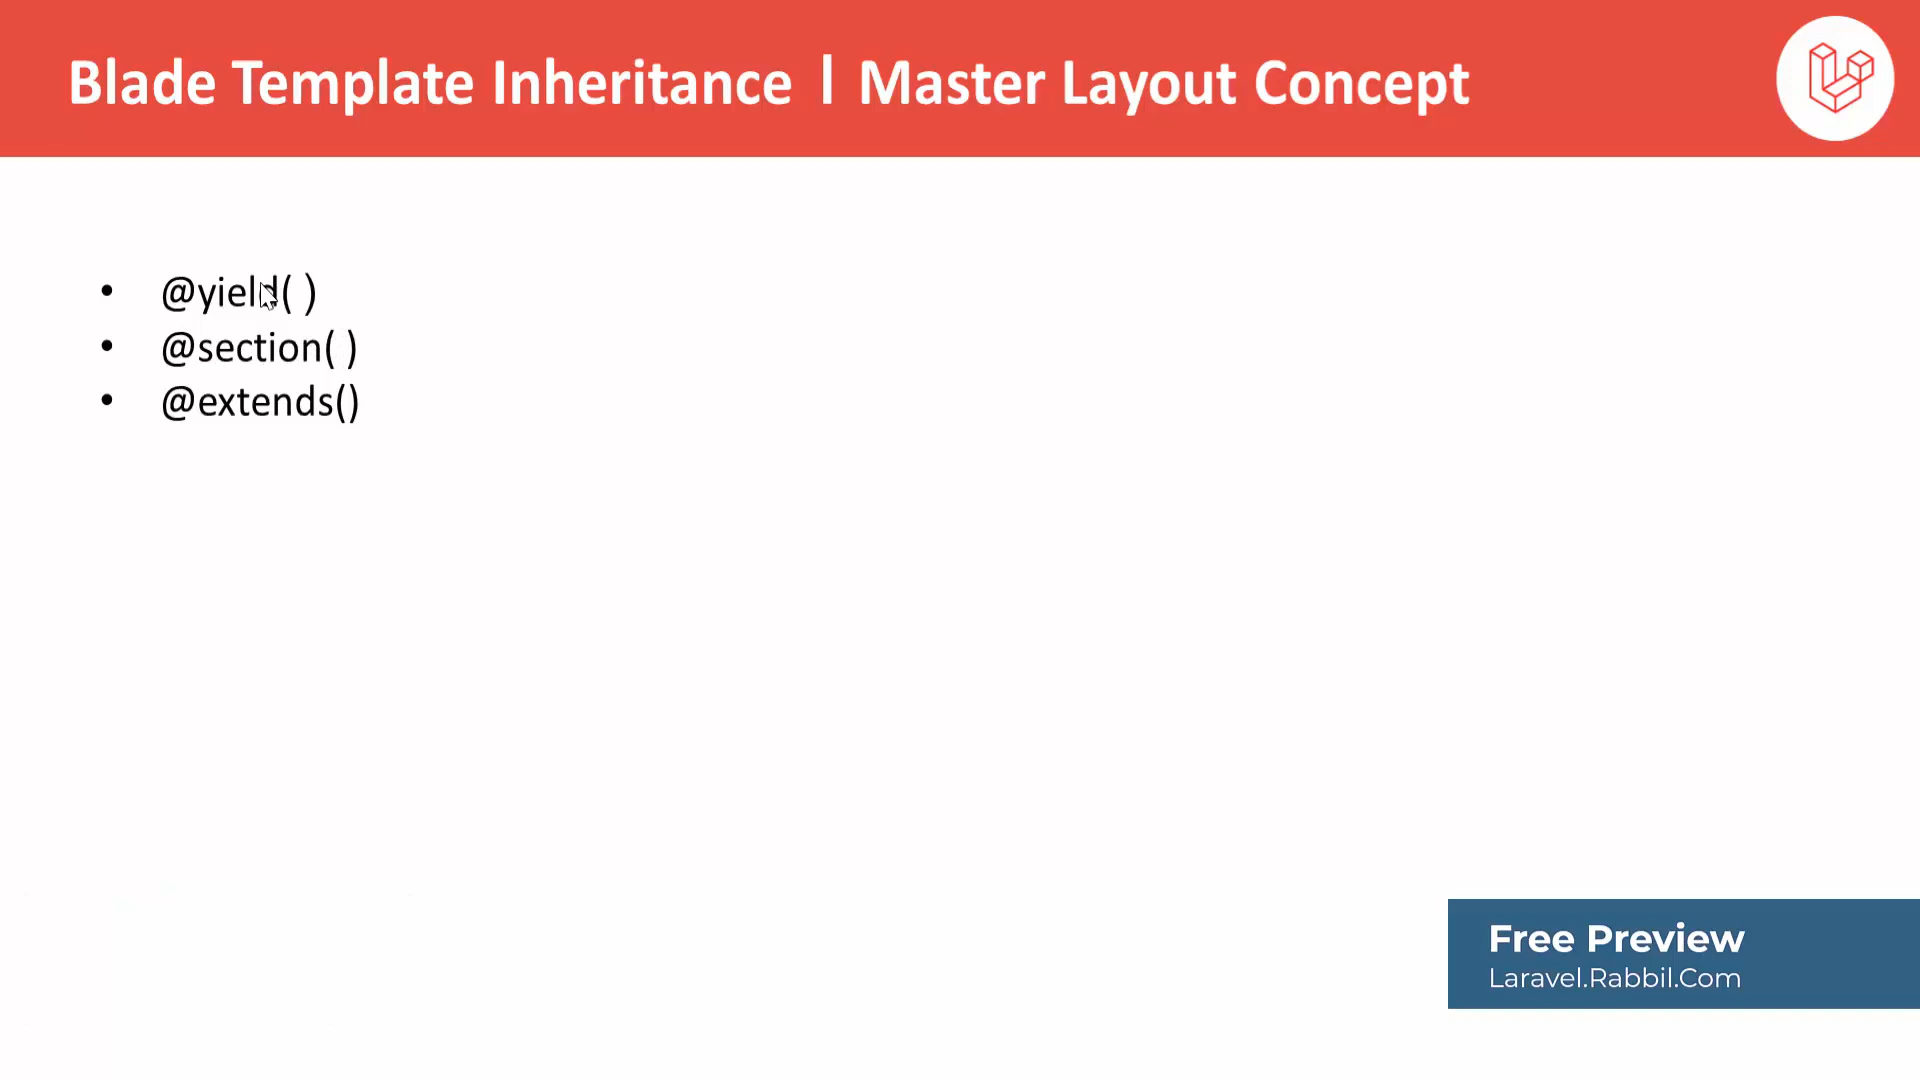 Blade Template Inheritance | Master Layout Concept
• @yield( )
• @section( )
• @extends()
Free Preview
Laravel.Rabbil.Com